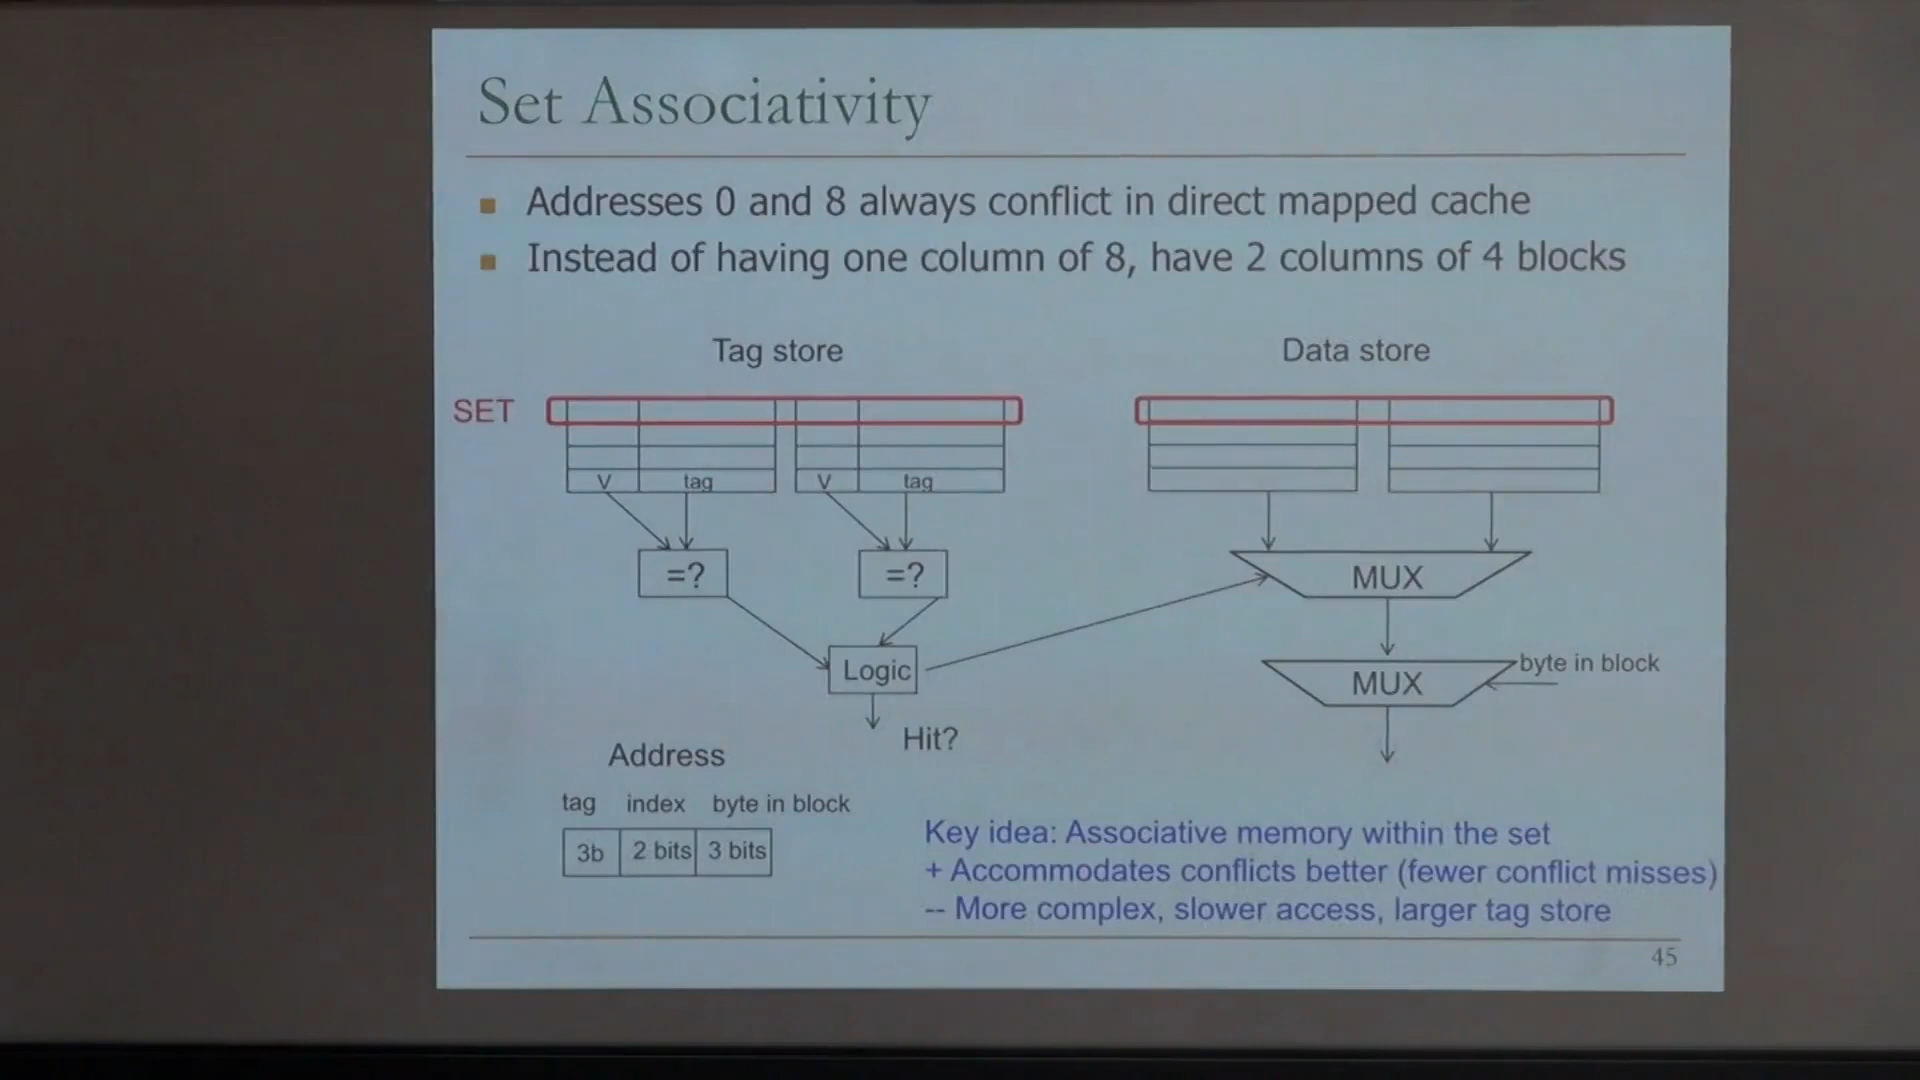 Set Associativity
Addresses 0 and 8 always conflict in direct mapped cache
Instead of having one column of 8, have 2 columns of 4 blocks
Tag store
Data store
SET
V
tag
V
tag
=?
=?
MUX
Logic
MUX
byte in block
Hit?
Address
tag index byte in block
3b 2 bits 3 bits
Key idea: Associative memory within the set
+ Accommodates conflicts better (fewer conflict misses)
-- More complex, slower access, larger tag store
45